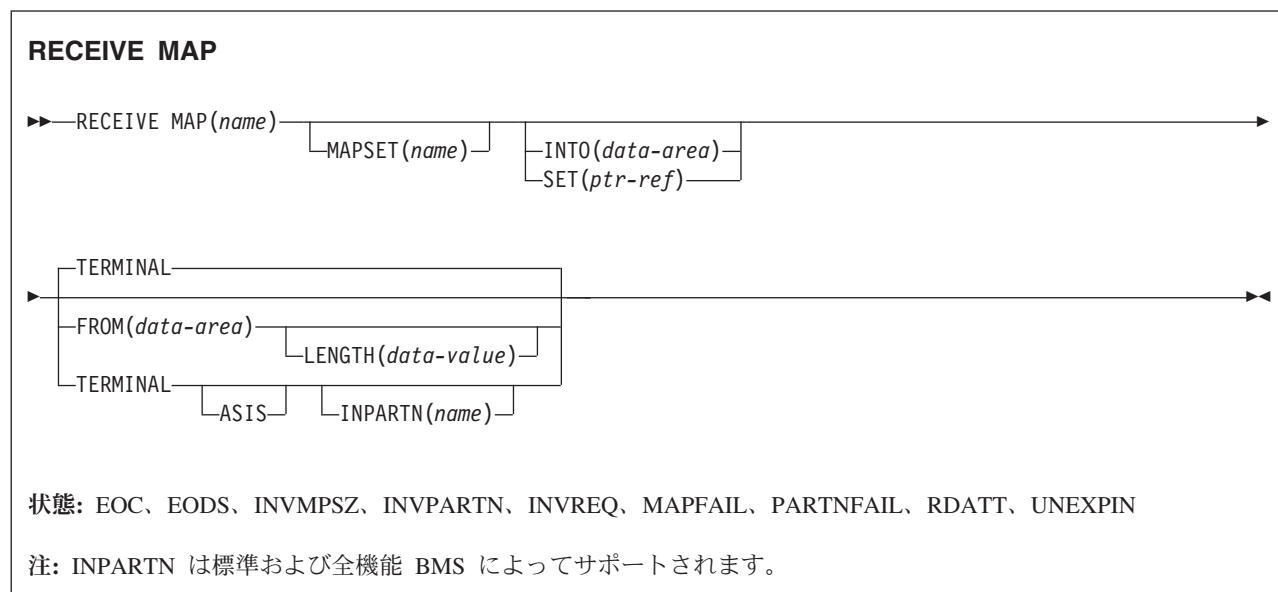 RECEIVE MAP
RECEIVE MAP(name)
MAPSET(name)
INTO(data-area)
SET(ptr-ref)
TERMINAL
FROM(data-area)
LENGTH(data-value)
TERMINAL
ASIS
INPARTN(name)
状態: EOC、EODS、INVMPSZ、INVPARTN、INVREQ、MAPFAIL、PARTNFAIL、RDATT、UNEXPIN
注: INPARTN は標準および全機能 BMS によってサポートされます。